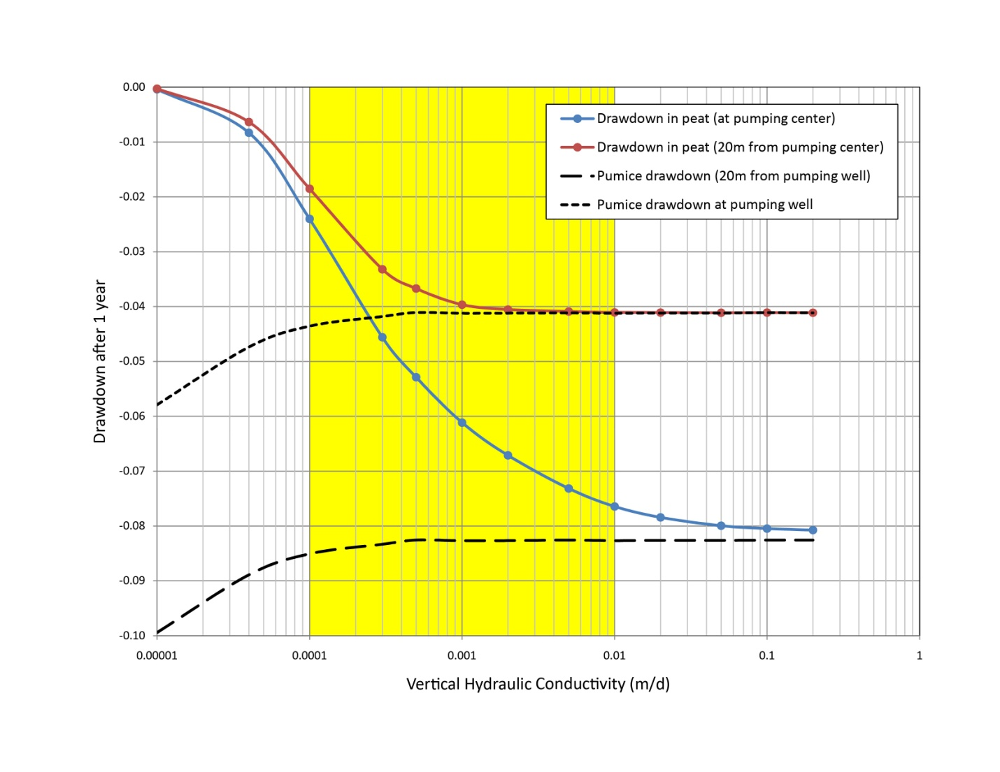 0.00
-0.01
-0.02
-0.03
-0.04
-0.05
-0.06
-0.07
-0.08
-0.09
-0.10
Drawdown after 1 year
Drawdown in peat (at pumping center)
Drawdown in peat (20m from pumping center)
Pumice drawdown (20m from pumping well)
Pumice drawdown at pumping well
0.00001 0.0001 0.001 0.01 0.1 1
Vertical Hydraulic Conductivity (m/d)